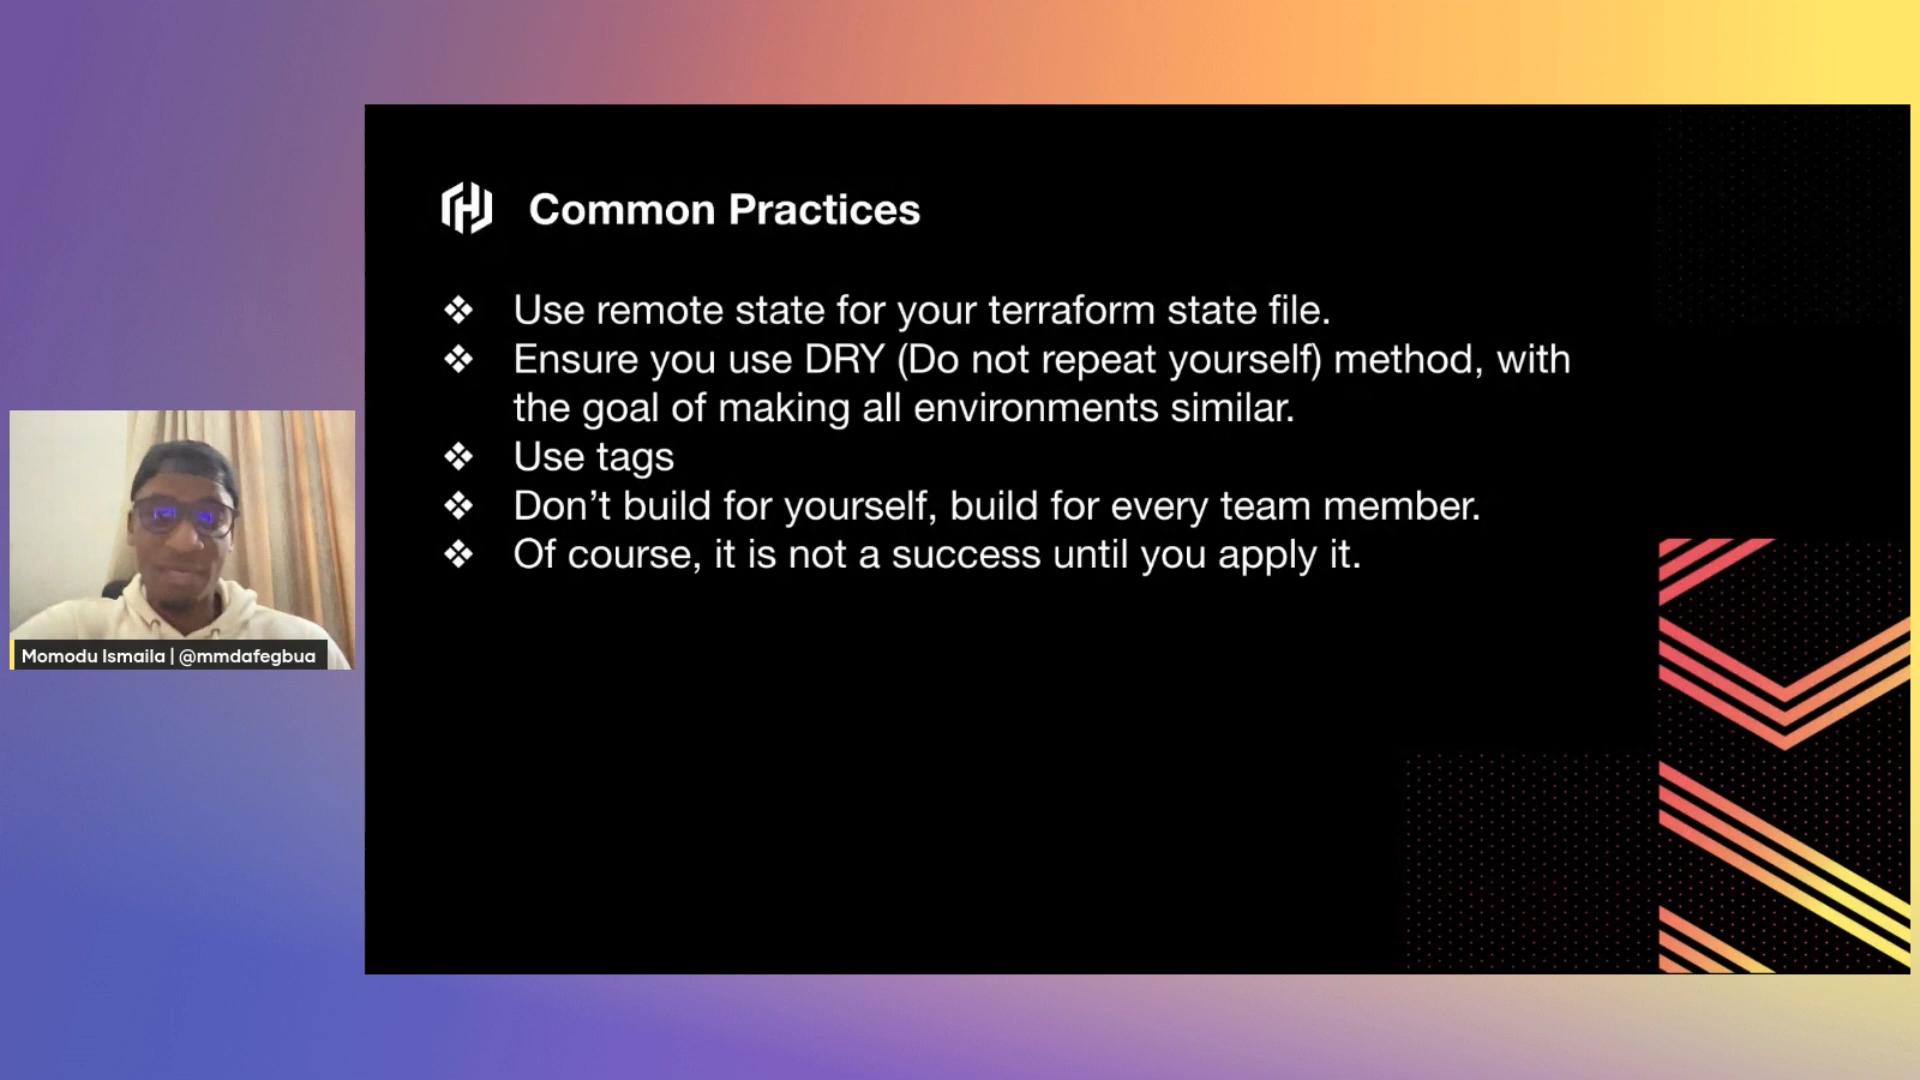 Common Practices
❖ Use remote state for your terraform state file.
❖ Ensure you use DRY (Do not repeat yourself) method, with
the goal of making all environments similar.
❖ Use tags
❖ Don’t build for yourself, build for every team member.
❖ Of course, it is not a success until you apply it.
Momodu Ismaila | @mmdafegbua